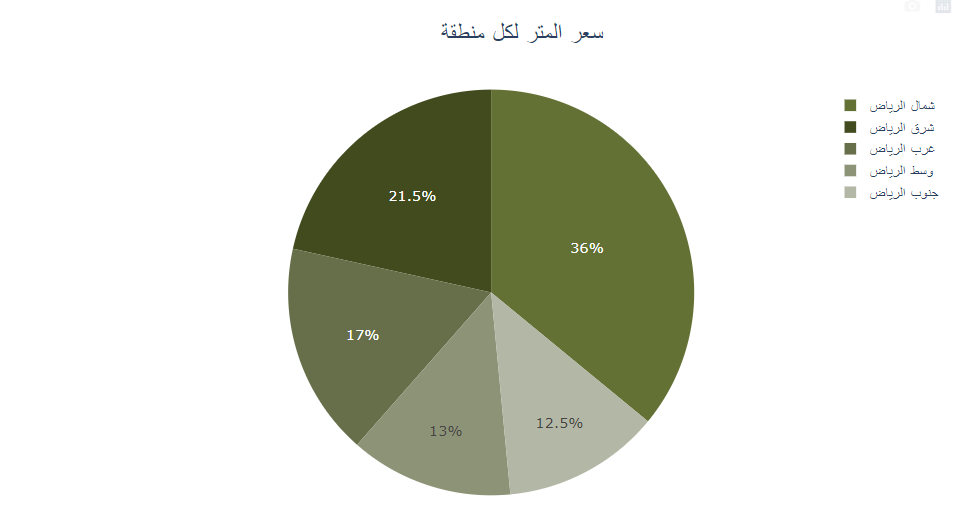 سعر المتر لكل منطقة
شمال الرياض
شرق الرياض
غرب الرياض
وسط الرياض
جنوب الرياض
21.5%
36%
17%
12.5%
13%